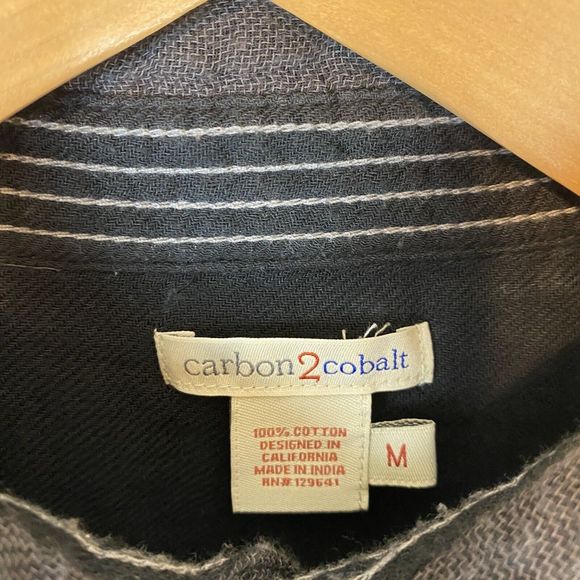 carbon2cobalt
100% COTTON
DESIGNED IN
CALIFORNIA
MADE IN INDIA
RN# 129641
M